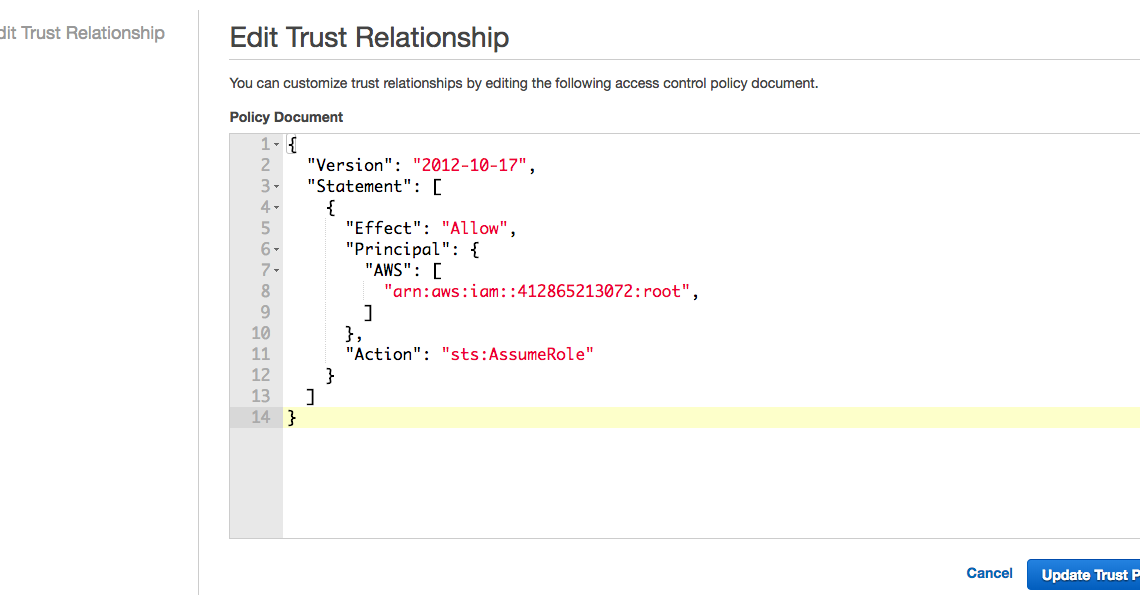 dit Trust Relationship
Edit Trust Relationship
You can customize trust relationships by editing the following access control policy document.
Policy Document
1 {
2 "Version": "2012-10-17",
3 "Statement": [
4 {
5 "Effect": "Allow",
6 "Principal": {
7 "AWS": [
8 "arn:aws:iam::412865213072:root",
9 ]
10 },
11 "Action": "sts:AssumeRole"
12 }
13 ]
14 }
Cancel
Update Trust P